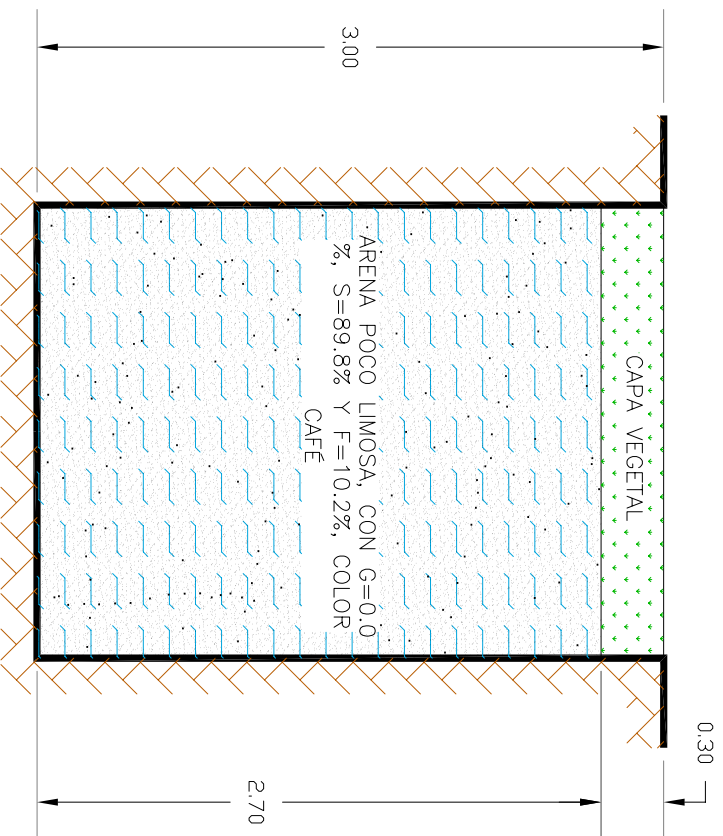 0.30
3.00
CAPA VEGETAL
ARENA POCO LIMOSA, CON G=0.0
%, S=89.8% Y F=10.2%, COLOR
CAFÉ
2.70